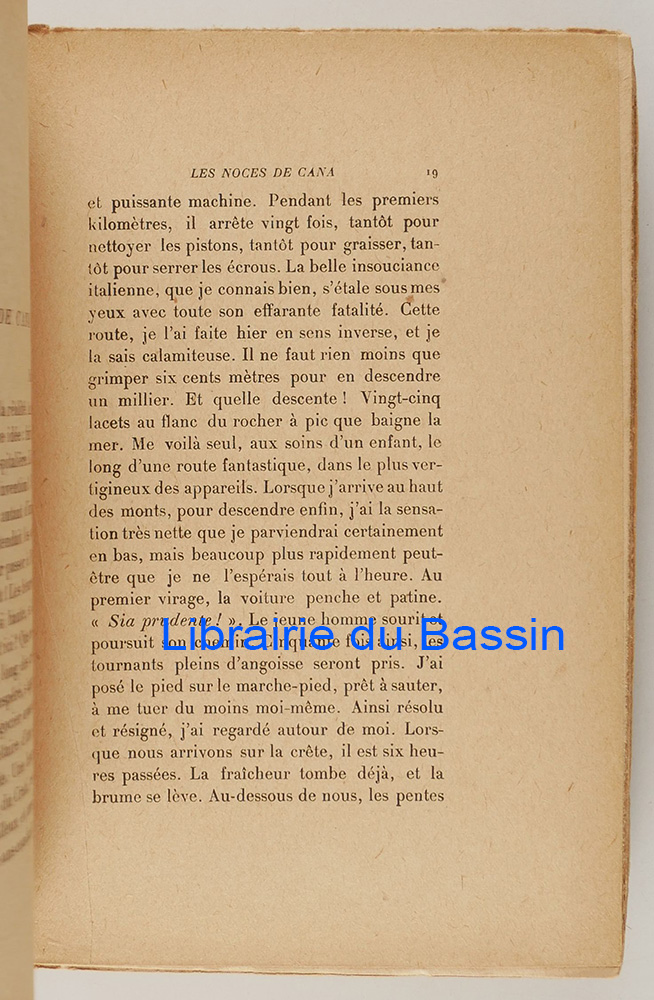 LES NOCES DE CANA 19
et puissante machine. Pendant les premiers
kilomètres, il arrête vingt fois, tantôt pour
nettoyer les pistons, tantôt pour graisser, tan-
tôt pour serrer les écrous. La belle insouciance
italienne, que je connais bien, s'étale sous mes
yeux avec toute son effarante fatalité. Cette
route, je l'ai faite hier en sens inverse, et je
la sais calamiteuse. Il ne faut rien moins que
grimper six cents mètres pour en descendre
un millier. Et quelle descente ! Vingt-cinq
lacets au flanc du rocher à pic que baigne la
mer. Me voilà seul, aux soins d'un enfant, le
long d'une route fantastique, dans le plus ver-
tigineux des appareils. Lorsque j'arrive au haut
des monts, pour descendre enfin, j'ai la sensa-
tion très nette que je parviendrai certainement
en bas, mais beaucoup plus rapidement peut-
être que je ne l'espérais tout à l'heure. Au
premier virage, la voiture penche et patine.
« Sia prudente ! ». Le jeune homme sourit et
poursuit son chemin. Cinquante fois ainsi, les
Librairie du Bassin
tournants pleins d'angoisse seront pris. J'ai
posé le pied sur le marche-pied, prêt à sauter,
à me tuer du moins moi-même. Ainsi résolu
et résigné, j'ai regardé autour de moi. Lors-
que nous arrivons sur la crête, il est six heu-
res passées. La fraîcheur tombe déjà, et la
brume se lève. Au-dessous de nous, les pentes